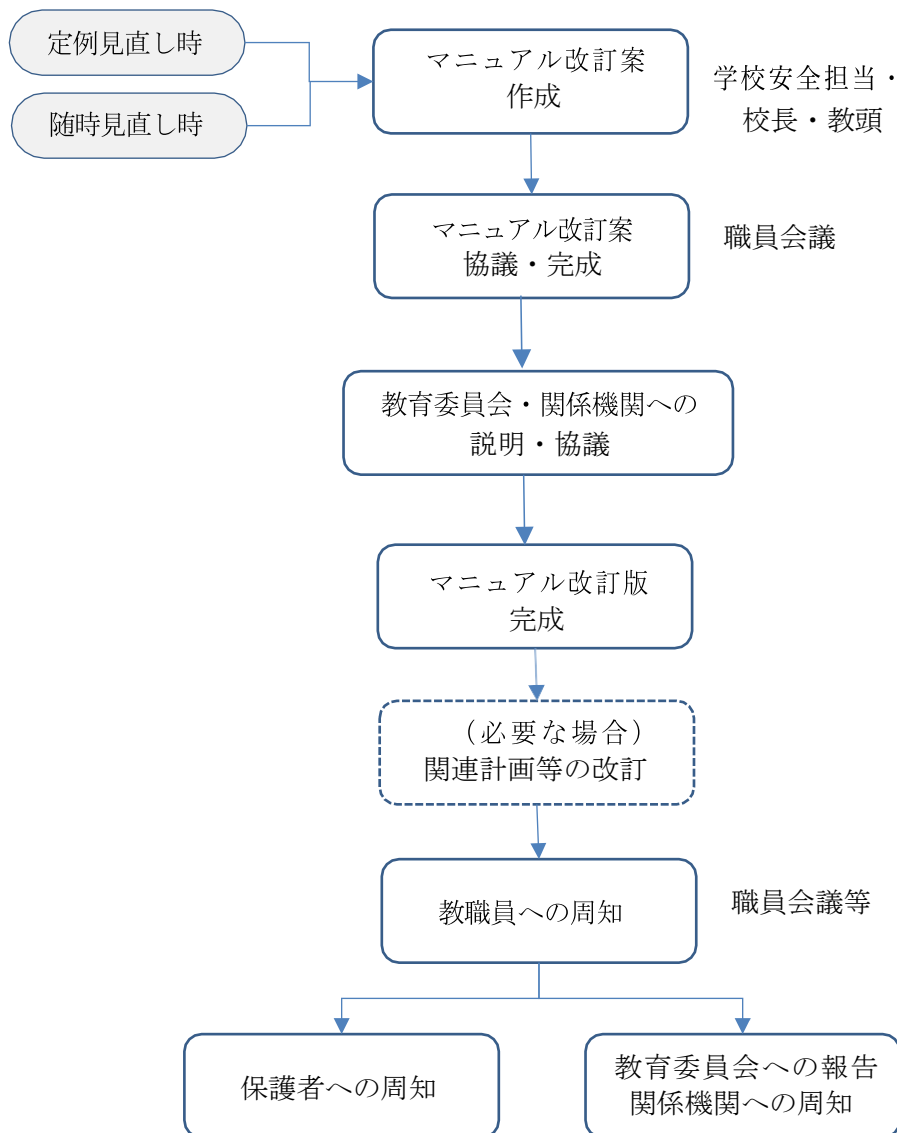 定例見直し時
随時見直し時
マニュアル改訂案
作成
学校安全担当・
校長・教頭
マニュアル改訂案
協議・完成
職員会議
教育委員会・関係機関への
説明・協議
マニュアル改訂版
完成
（必要な場合）
関連計画等の改訂
教職員への周知
職員会議等
保護者への周知
教育委員会への報告
関係機関への周知